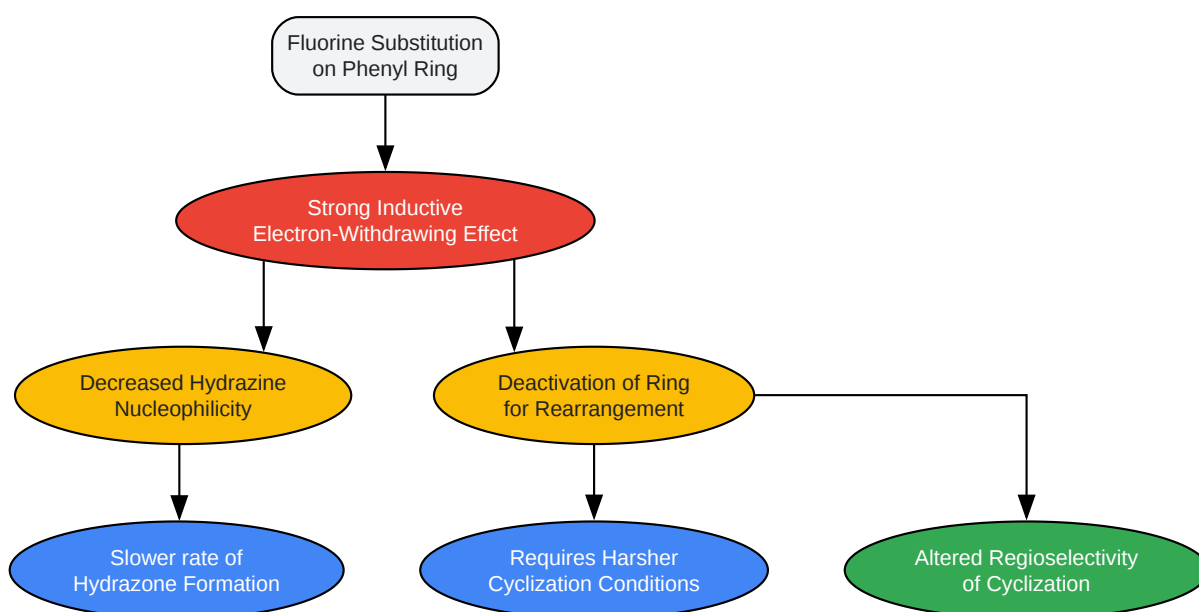 Fluorine Substitution
on Phenyl Ring
Strong Inductive
Electron-Withdrawing Effect
Decreased Hydrazine
Nucleophilicity
Deactivation of Ring
for Rearrangement
Slower rate of
Hydrazone Formation
Requires Harsher
Cyclization Conditions
Altered Regioselectivity
of Cyclization